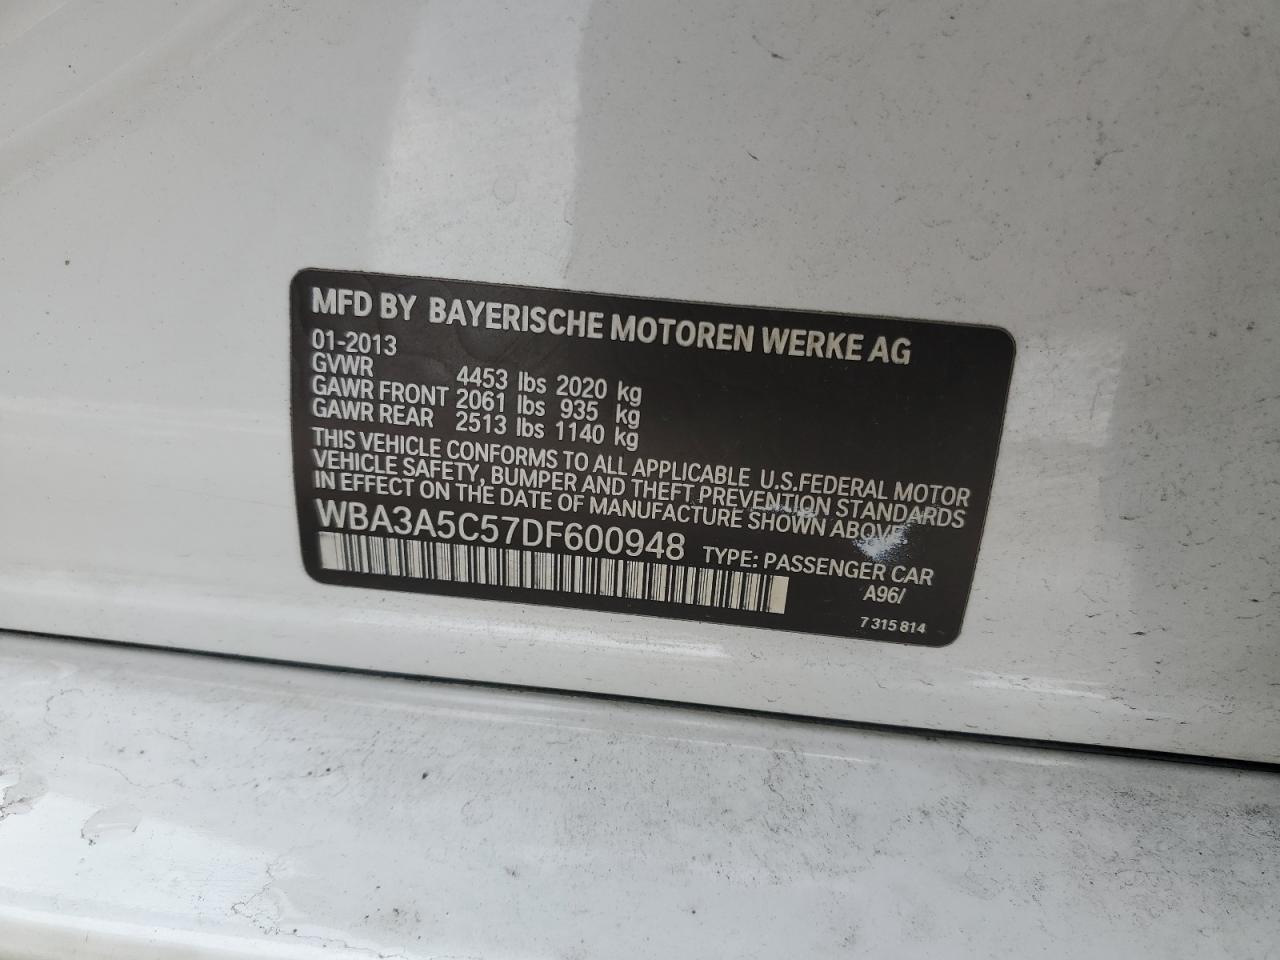 MFD BY BAYERISCHE MOTOREN WERKE AG
01-2013
GVWR 4453 lbs 2020 kg
GAWR FRONT 2061 lbs 935 kg
GAWR REAR 2513 lbs 1140 kg
THIS VEHICLE CONFORMS TO ALL APPLICABLE U.S.FEDERAL MOTOR
VEHICLE SAFETY, BUMPER AND THEFT PREVENTION STANDARDS
IN EFFECT ON THE DATE OF MANUFACTURE SHOWN ABOVE.
WBA3A5C57DF600948 TYPE: PASSENGER CAR
A96/
7 315 814